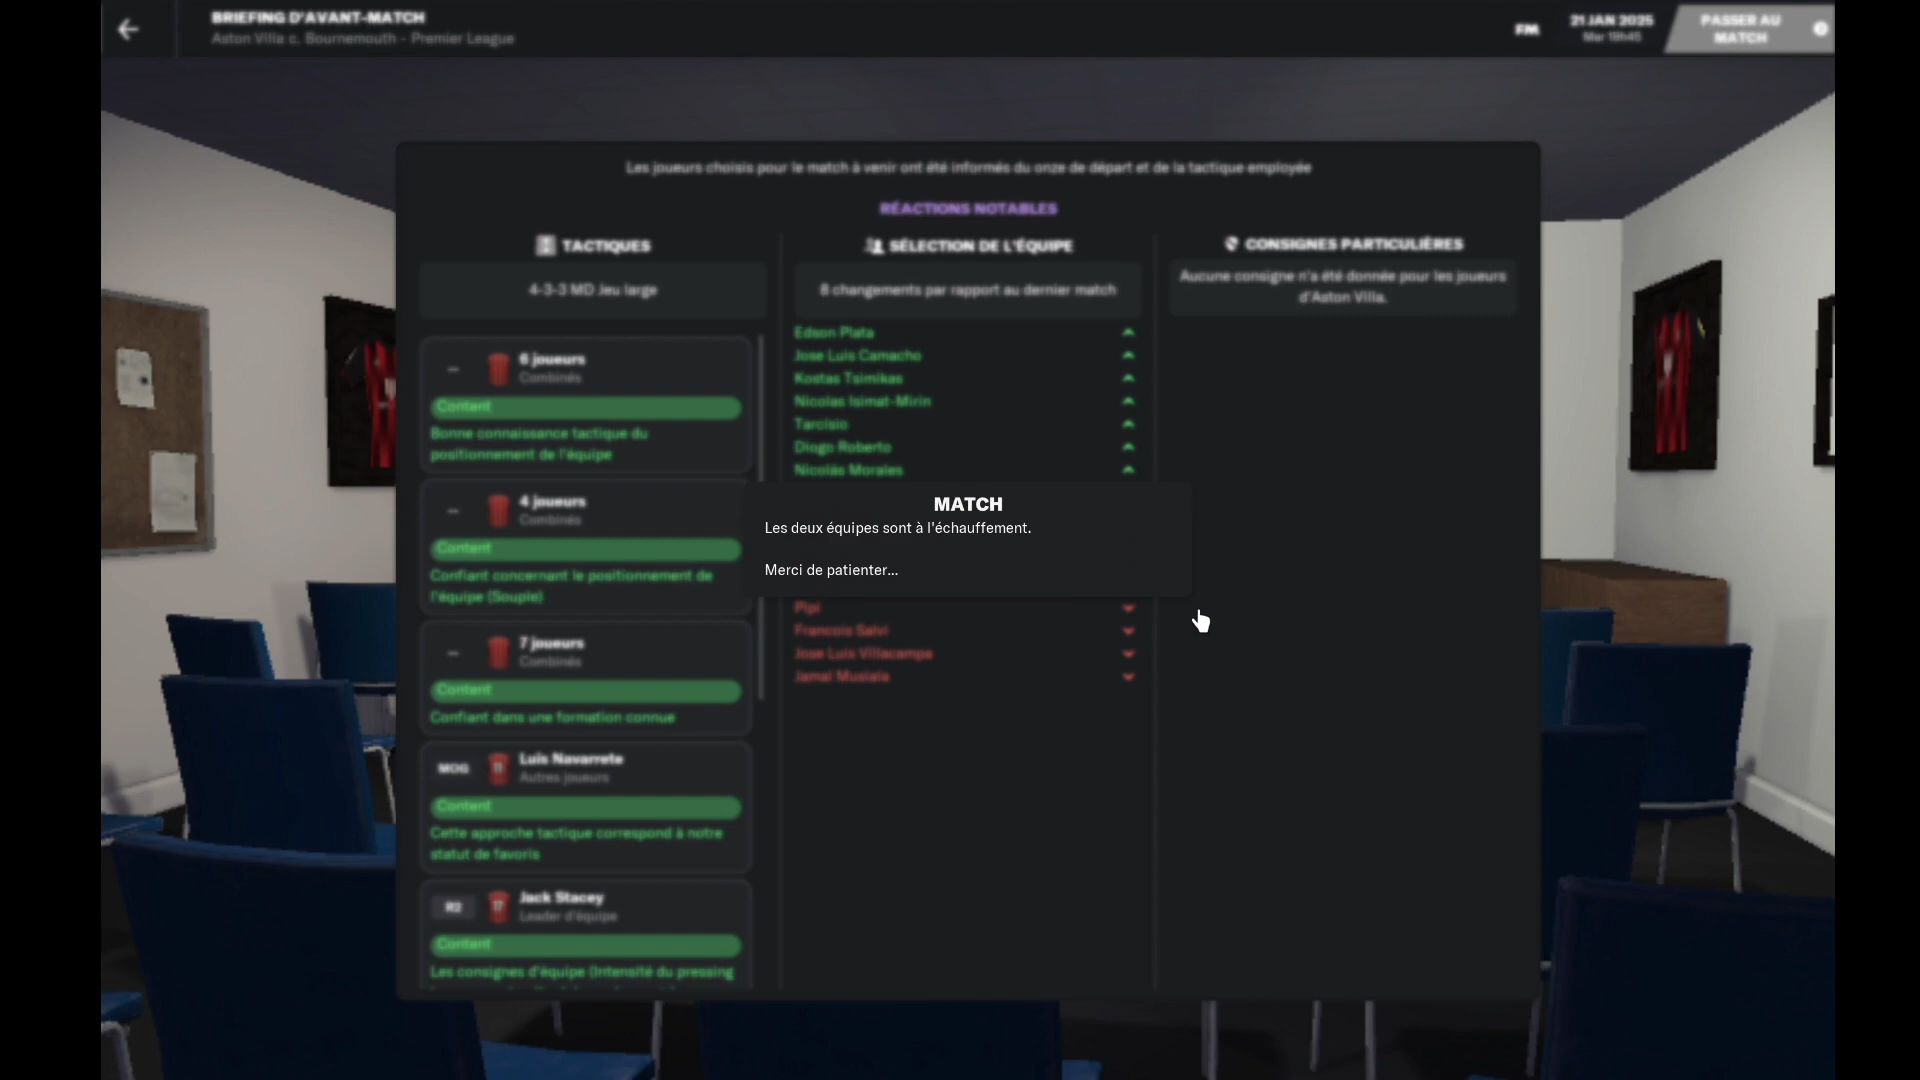 BRIEFING D'AVANT-MATCH
Aston Villa c. Bournemouth - Premier League
FM
21 JAN 2025
Mar 19h45
PASSER AU
MATCH
Les joueurs choisis pour le match à venir ont été informés du onze de départ et de la tactique employée
RÉACTIONS NOTABLES
TACTIQUES
4-3-3 MD Jeu large
6 joueurs
Combinés
Content
Bonne connaissance tactique du
positionnement de l'équipe
4 joueurs
Combinés
Content
Confiant concernant le positionnement de
l'équipe (Souple)
7 joueurs
Combinés
Content
Confiant dans une formation connue
MOG
11
Luis Navarrete
Autres joueurs
Content
Cette approche tactique correspond à notre
statut de favoris
R2
17
Jack Stacey
Leader d'équipe
Content
Les consignes d'équipe (Intensité du pressing
SÉLECTION DE L'ÉQUIPE
8 changements par rapport au dernier match
Edson Plata
Jose Luis Camacho
Kostas Tsimikas
Nicolas Isimat-Mirin
Tarcísio
Diogo Roberto
Nicolás Morales
MATCH
Les deux équipes sont à l'échauffement.
Merci de patienter...
Pipi
Francois Salvi
Jose Luis Villacampa
Jamal Musiala
CONSIGNES PARTICULIÈRES
Aucune consigne n'a été donnée pour les joueurs
d'Aston Villa.